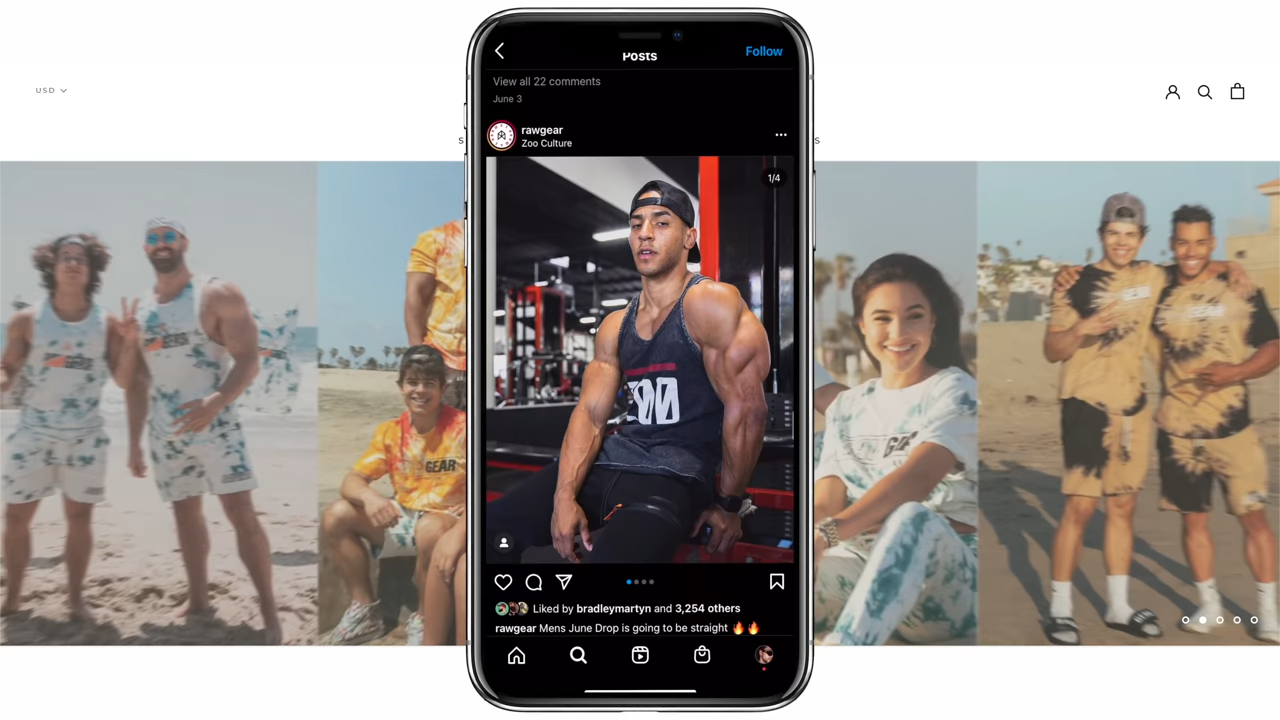 USD
Posts
Follow
View all 22 comments
June 3
rawgear
Zoo Culture
S
S
1/4
ZOO
GEAR
Liked by bradleymartyn and 3,254 others
rawgear Mens June Drop is going to be straight 🔥🔥